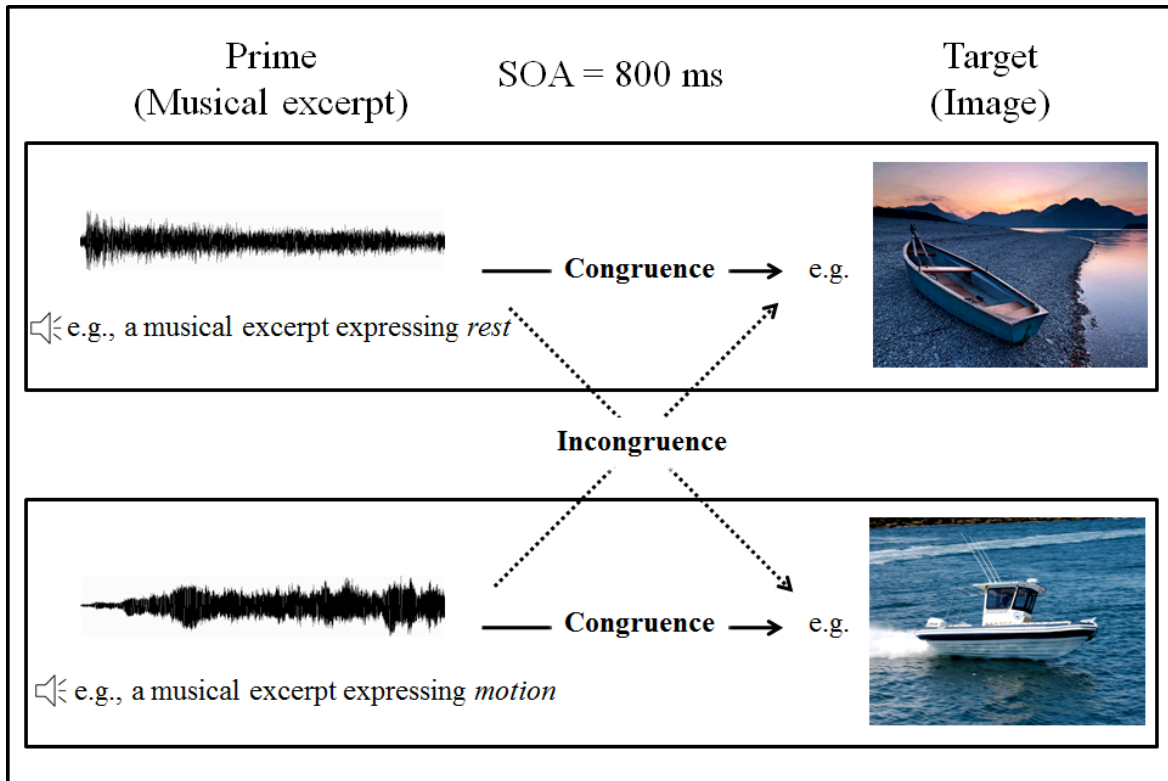 Prime
(Musical excerpt)
SOA = 800 ms
Target
(Image)
Congruence
e.g.
e.g., a musical excerpt expressing rest
Incongruence
Congruence
e.g.
e.g., a musical excerpt expressing motion